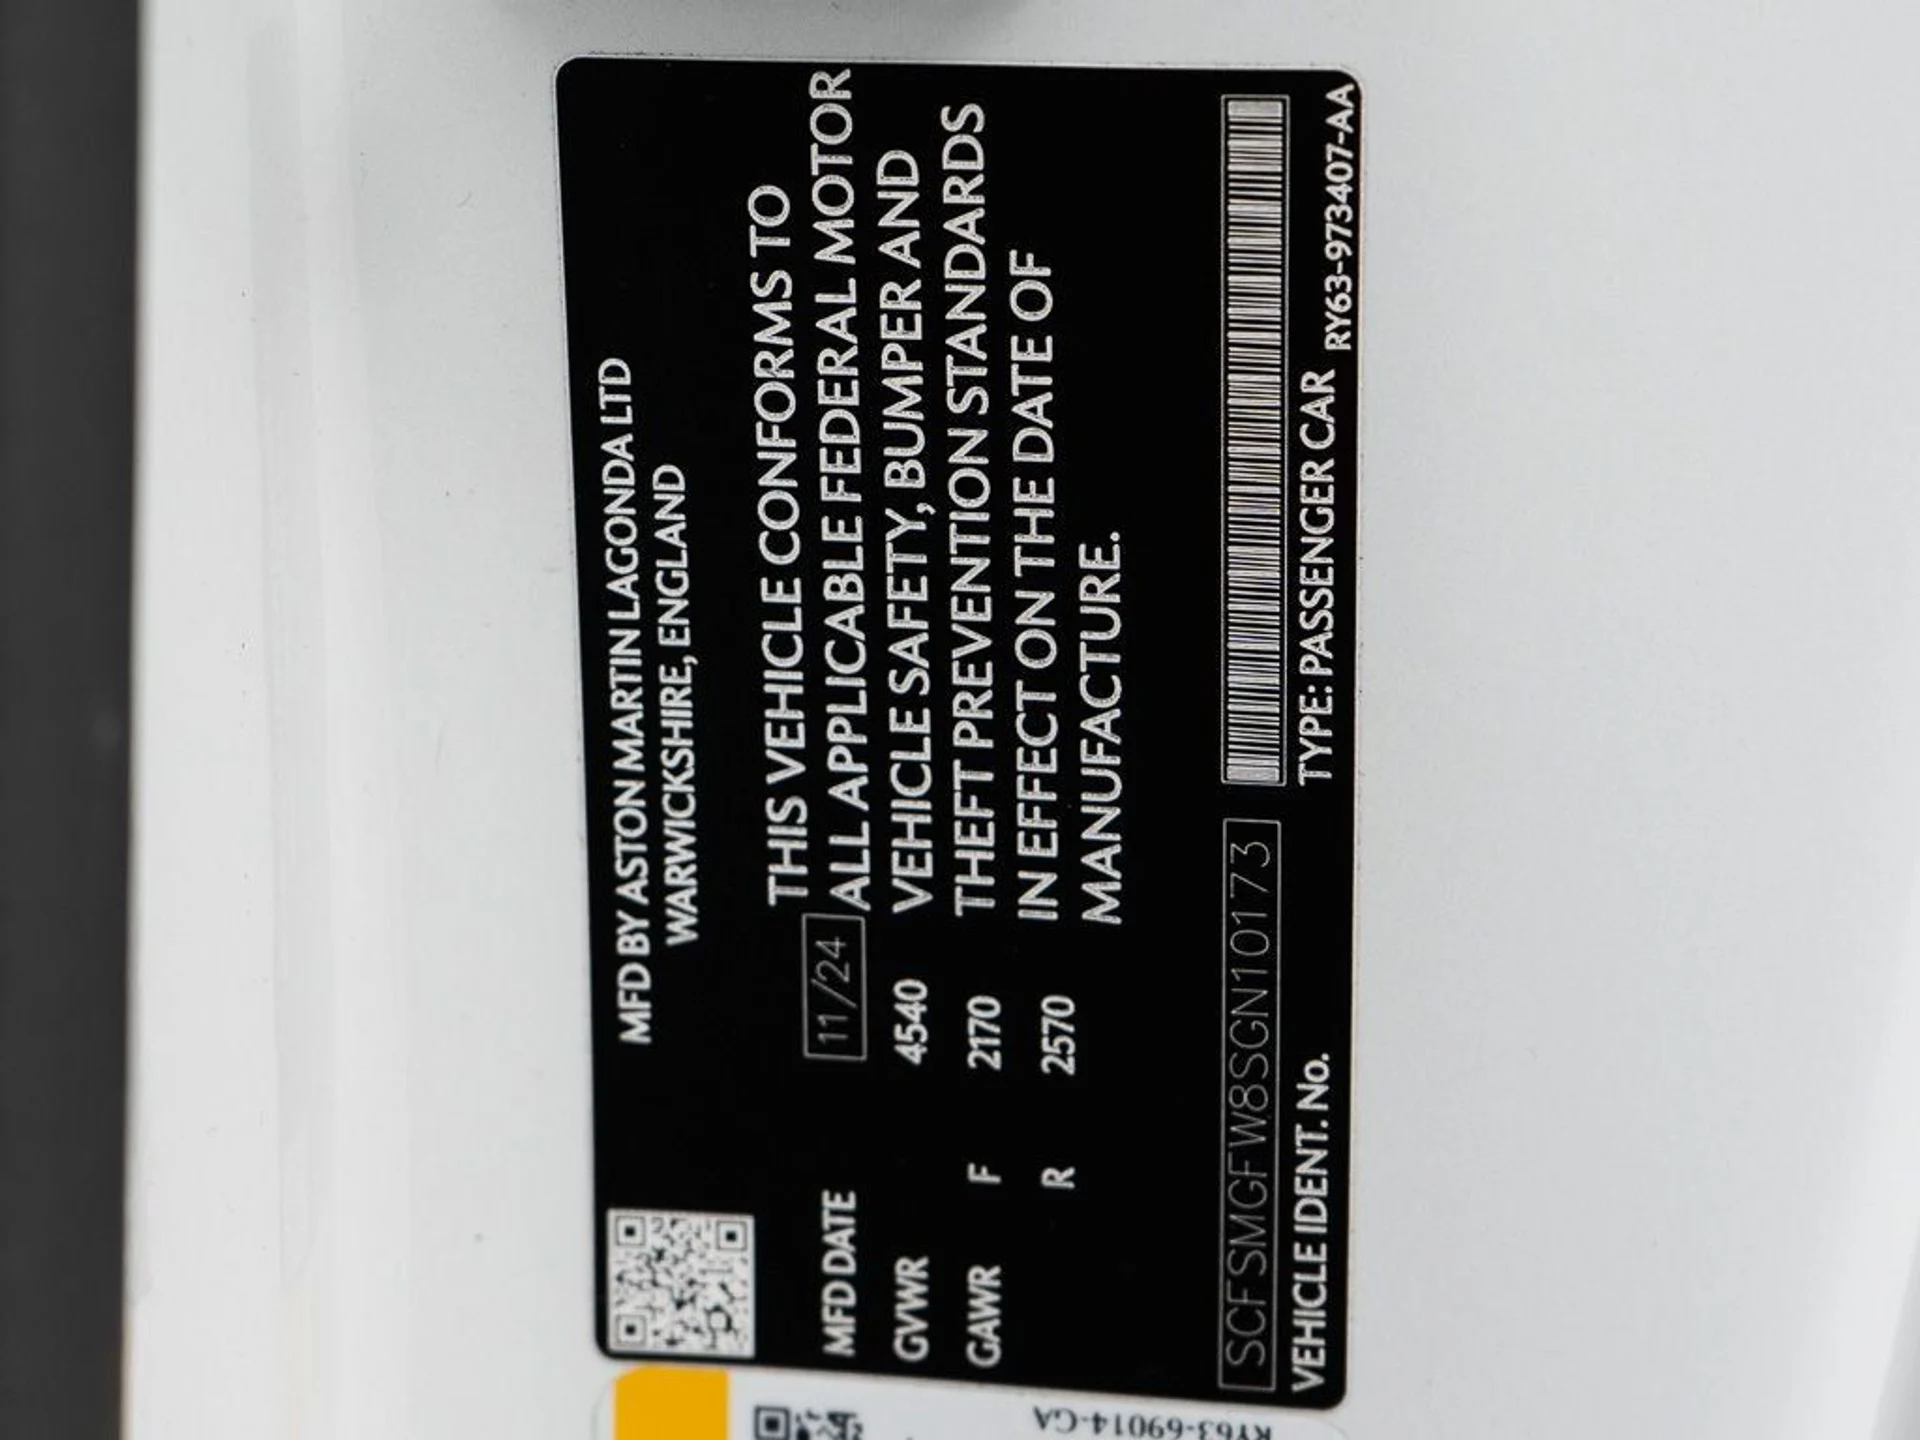 MFD BY ASTON MARTIN LAGONDA LTD
WARWICKSHIRE, ENGLAND
MFD DATE 11/24
GVWR 4540
GAWR F 2170
R 2570
THIS VEHICLE CONFORMS TO
ALL APPLICABLE FEDERAL MOTOR
VEHICLE SAFETY, BUMPER AND
THEFT PREVENTION STANDARDS
IN EFFECT ON THE DATE OF
MANUFACTURE.
SCFSMGFW8SGN10173
VEHICLE IDENT. No.
TYPE: PASSENGER CAR
RY63-973407-AA
RY63-69014-GA